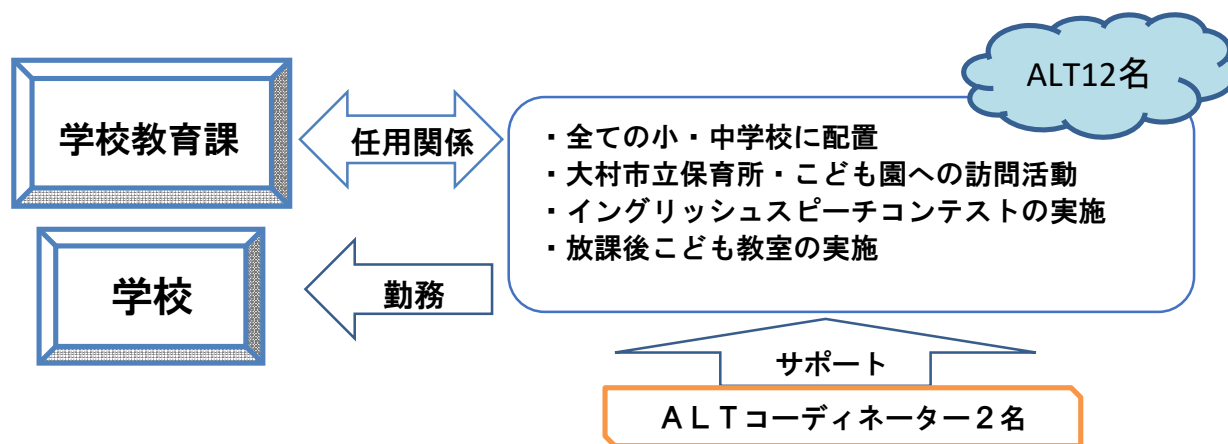 ALT12名
学校教育課
任用関係
・全ての小・中学校に配置
・大村市立保育所・こども園への訪問活動
・イングリッシュスピーチコンテストの実施
・放課後こども教室の実施
学校
勤務
サポート
ＡＬＴコーディネーター２名